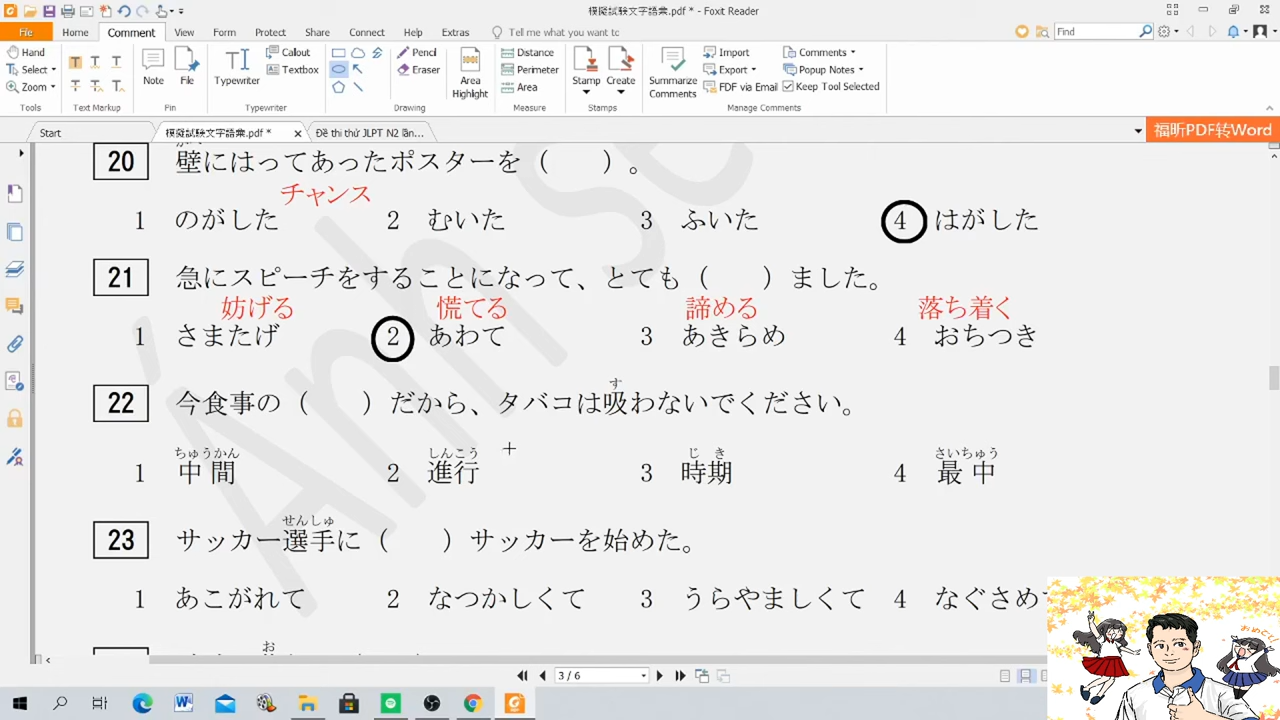 模擬試験文字語彙.pdf * - Foxit Reader
File Home Comment View Form Protect Share Connect Help Extras Tell me what you want to Find
Hand Select Zoom Tools
Text Markup
Note File Pin
Typewriter Callout Textbox Typewriter
Pencil Eraser Area Highlight Drawing
Distance Perimeter Area Measure
Stamp Create Stamps
Summarize Comments Import Export FDF via Email Comments Popup Notes Keep Tool Selected Manage Comments
Start 模擬試験文字語彙.pdf * Đề thi thử JLPT N2 lần... 福昕PDF转Word
20 壁にはってあったポスターを（　　）。
チャンス
1 のがした 2 むいた 3 ふいた 4 はがした
21 急にスピーチをすることになって、とても（　　）ました。
妨げる 慌てる 諦める 落ち着く
1 さまたげ 2 あわて 3 あきらめ 4 おちつき
す
22 今食事の（　　）だから、タバコは吸わないでください。
ちゅうかん しんこう じき さいちゅう
1 中間 2 進行 3 時期 4 最中
せんしゅ
23 サッカー選手に（　　）サッカーを始めた。
1 あこがれて 2 なつかしくて 3 うらやましくて 4 なぐさめ
お
Ánh se
おめでとう!
3 / 6